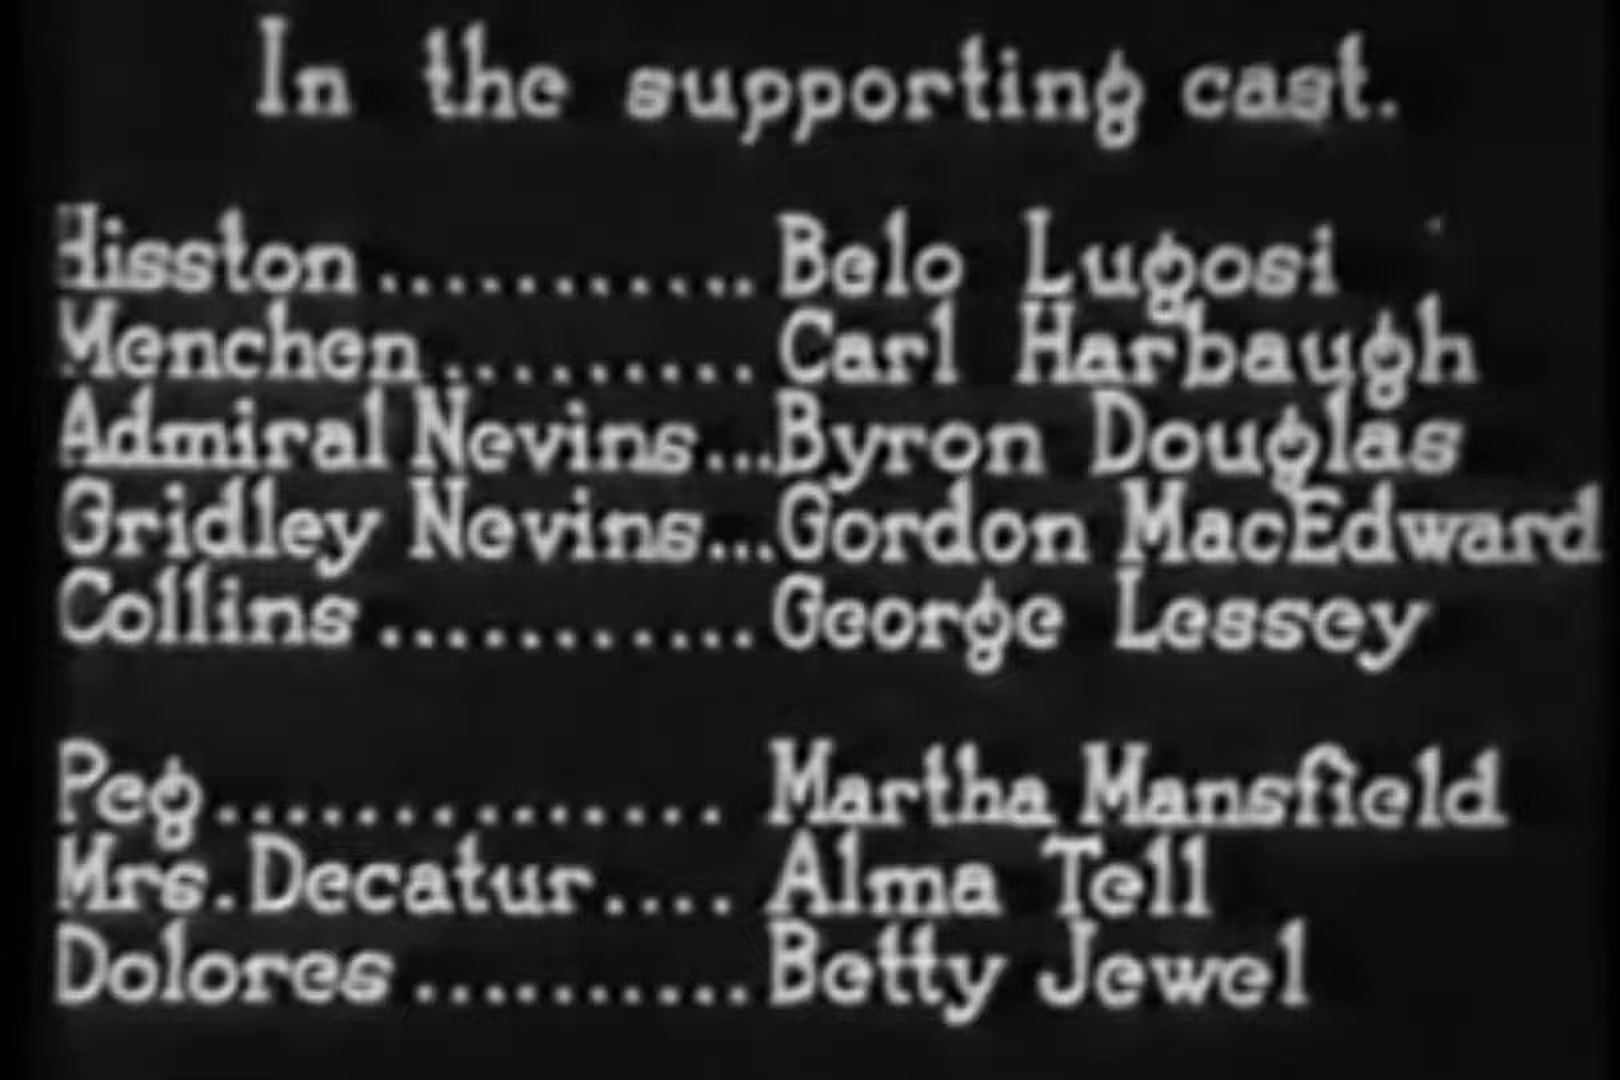 In the supporting cast.
Hisston ........... Belo Lugosi
Menchen ......... Carl Harbaugh
Admiral Nevins...Byron Douglas
Gridley Nevins...Gordon MacEdward
Collins ........... George Lessey
Peg.............. Martha Mansfield
Mrs. Decatur.... Alma Tell
Dolores .......... Betty Jewel